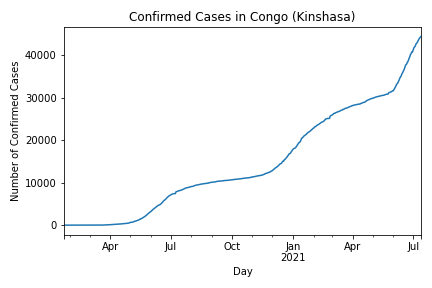 Confirmed Cases in Congo (Kinshasa)
Number of Confirmed Cases
40000
30000
20000
10000
0
Apr Jul Oct Jan Apr Jul
2021
Day